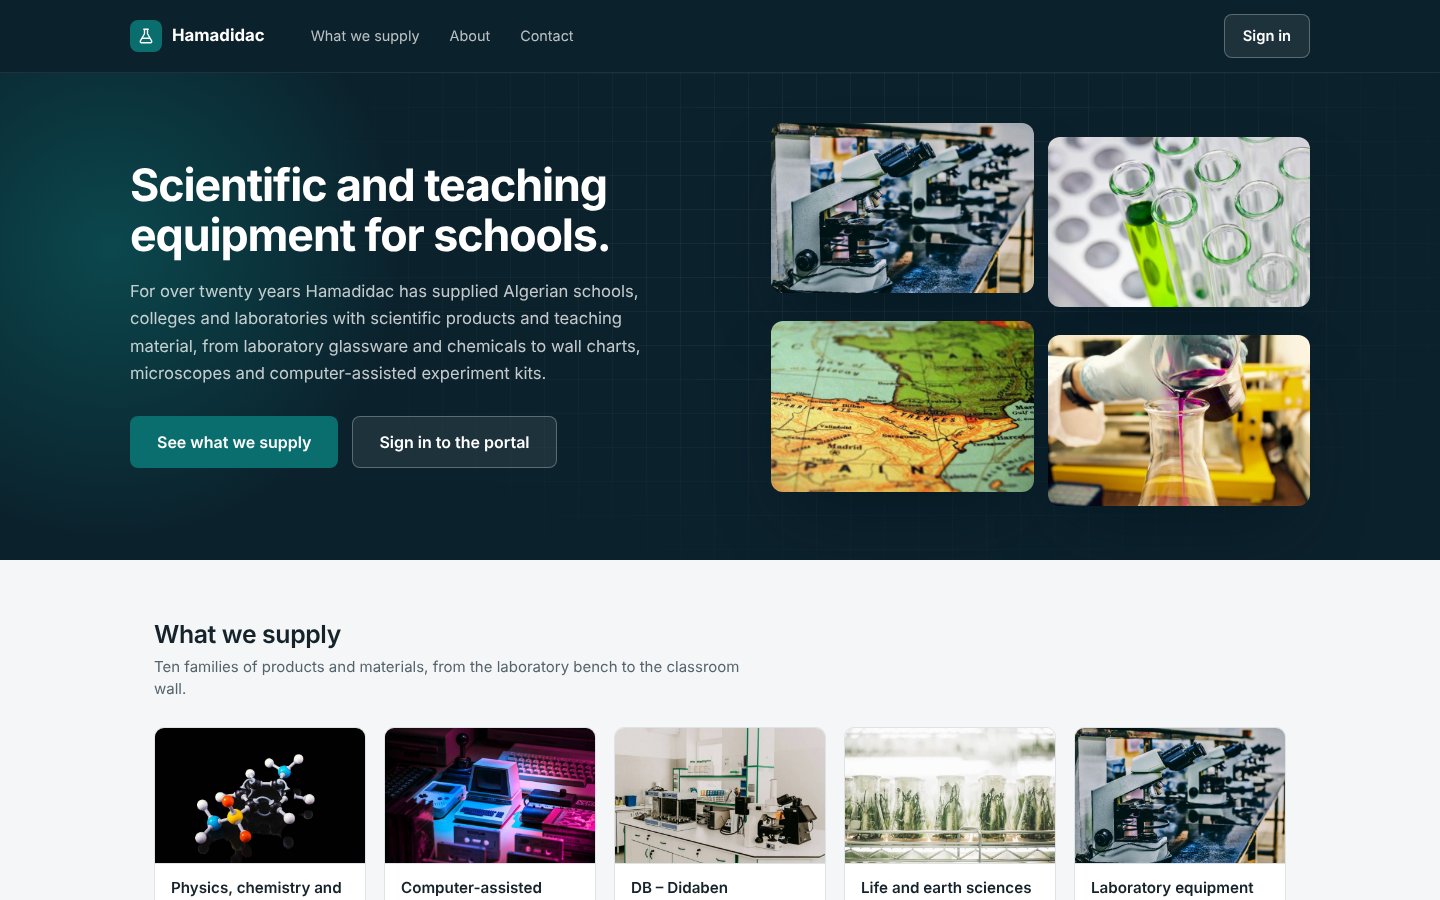 Hamadidac
What we supply
About
Contact
Sign in
Scientific and teaching
equipment for schools.
For over twenty years Hamadidac has supplied Algerian schools,
colleges and laboratories with scientific products and teaching
material, from laboratory glassware and chemicals to wall charts,
microscopes and computer-assisted experiment kits.
See what we supply
Sign in to the portal
Valladolid
Madrid
PAIN
What we supply
Ten families of products and materials, from the laboratory bench to the classroom
wall.
Physics, chemistry and
Computer-assisted
DB – Didaben
Life and earth sciences
Laboratory equipment